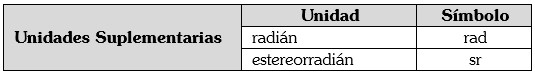 Unidad Símbolo
Unidades Suplementarias
radián rad
estereorradián sr